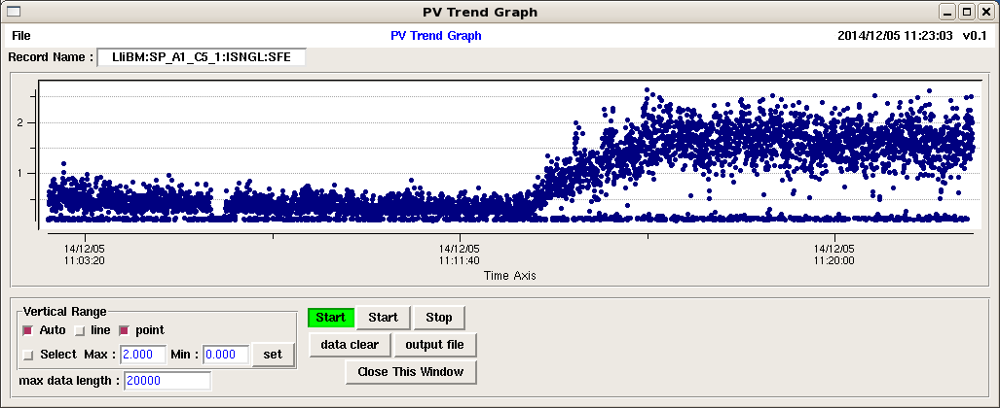 PV Trend Graph
File PV Trend Graph 2014/12/05 11:23:03 v0.1
Record Name : LIiBM:SP_A1_C5_1:ISNGL:SFE
2
1
14/12/05 14/12/05 14/12/05
11:03:20 11:11:40 11:20:00
Time Axis
Vertical Range
Auto line point
Select Max : 2.000 Min : 0.000 set
max data length : 20000
Start Start Stop
data clear output file
Close This Window